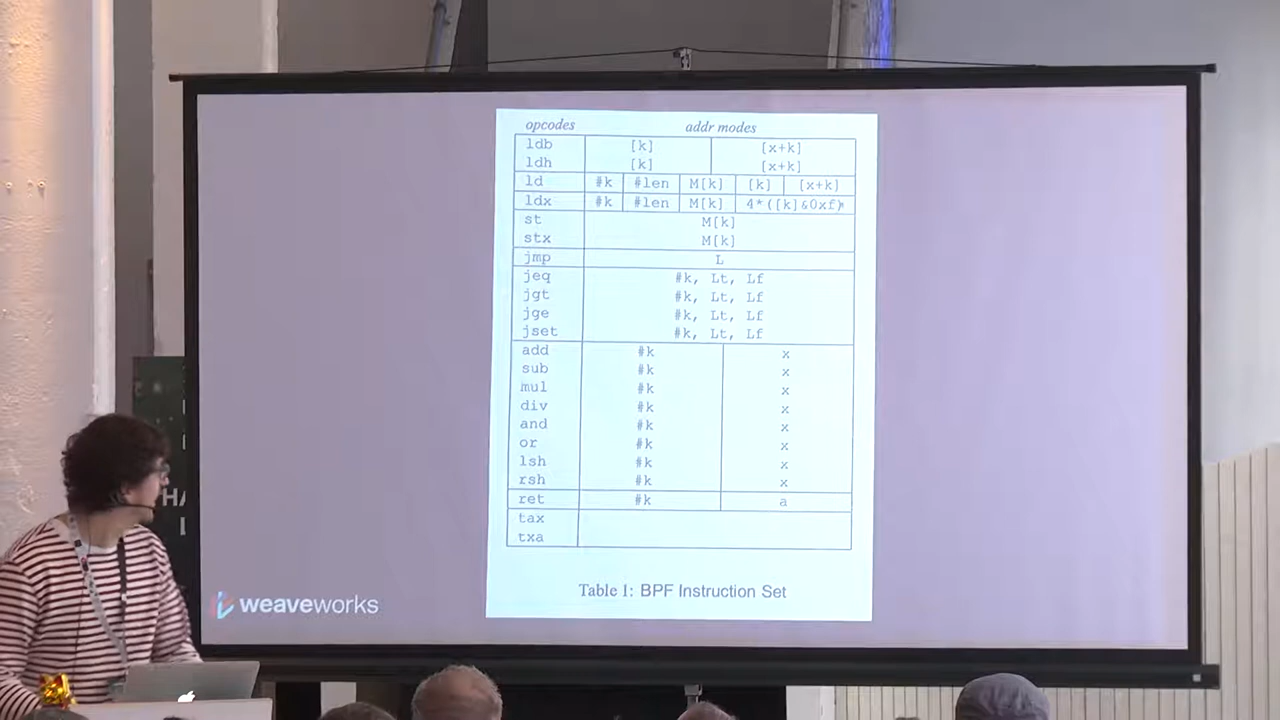 opcodes addr modes
ldb [k] [x+k]
ldh [k] [x+k]
ld #k #len M[k] [k] [x+k]
ldx #k #len M[k] 4*([k]&0xf)
st M[k]
stx M[k]
jmp L
jeq #k, Lt, Lf
jgt #k, Lt, Lf
jge #k, Lt, Lf
jset #k, Lt, Lf
add #k x
sub #k x
mul #k x
div #k x
and #k x
or #k x
lsh #k x
rsh #k x
ret #k a
tax
txa
Table 1: BPF Instruction Set
weaveworks